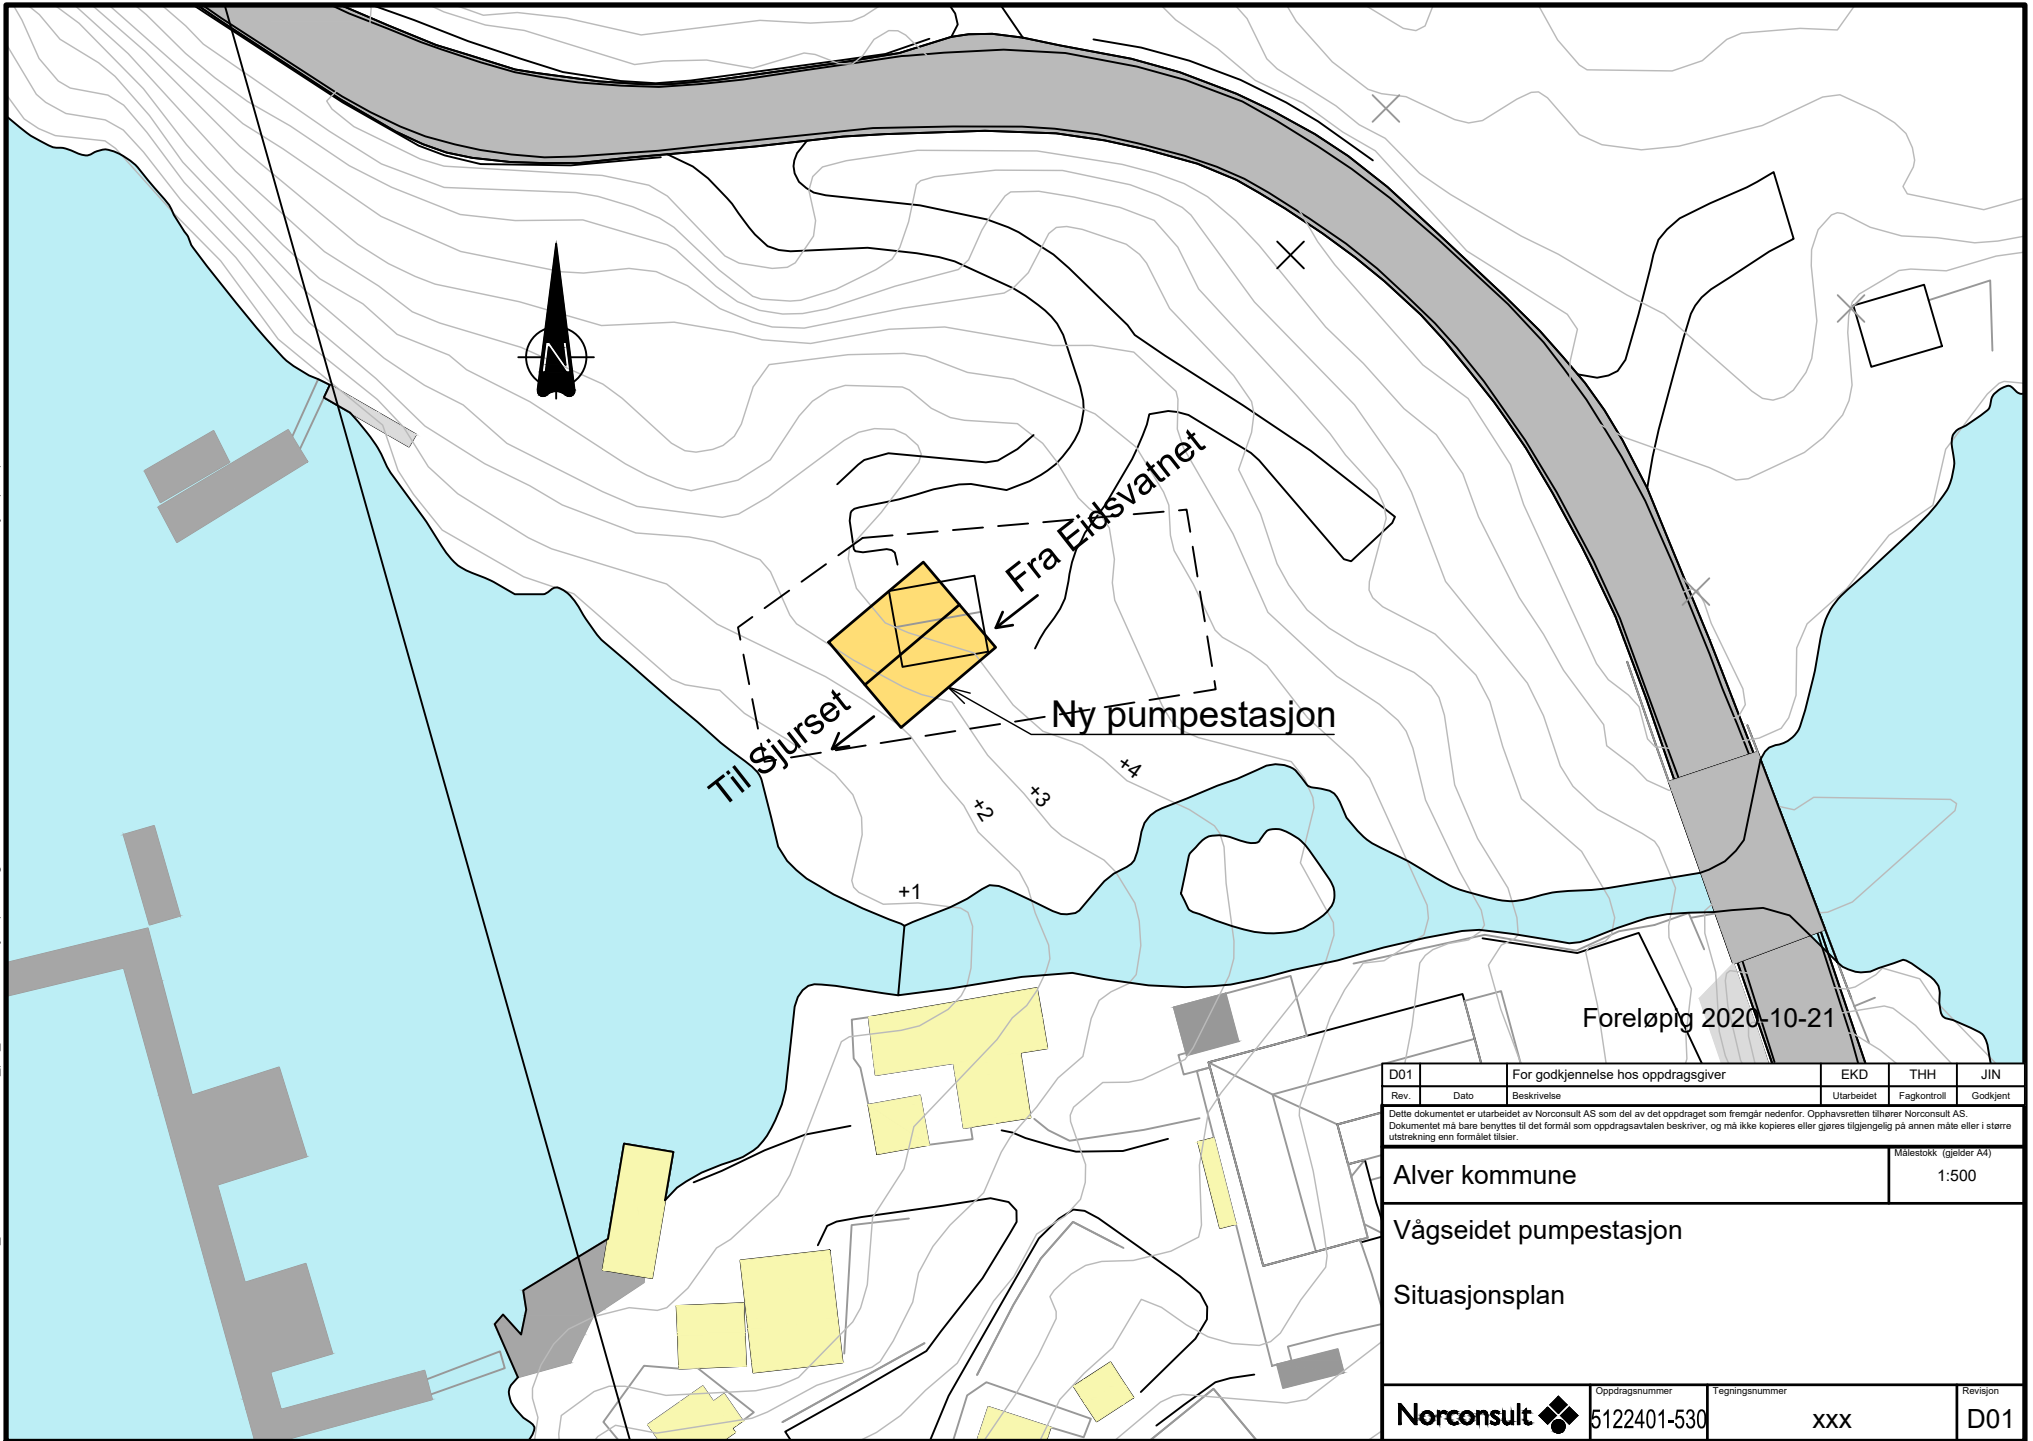 N
Fra Eidsvatnet
Til Sjurset
Ny pumpestasjon
+4
+3
+2
+1
Foreløpig 2020-10-21
D01 For godkjennelse hos oppdragsgiver EKD THH JIN
Rev. Dato Beskrivelse Utarbeidet Fagkontroll Godkjent
Dette dokumentet er utarbeidet av Norconsult AS som del av det oppdraget som fremgår nedenfor. Opphavsretten tilhører Norconsult AS.
Dokumentet må bare benyttes til det formål som oppdragsavtalen beskriver, og må ikke kopieres eller gjøres tilgjengelig på annen måte eller i større
utstrekning enn formålet tilsier.
Alver kommune
Målestokk (gjelder A4)
1:500
Vågseidet pumpestasjon
Situasjonsplan
Norconsult
Oppdragsnummer
5122401-530
Tegningsnummer
xxx
Revisjon
D01